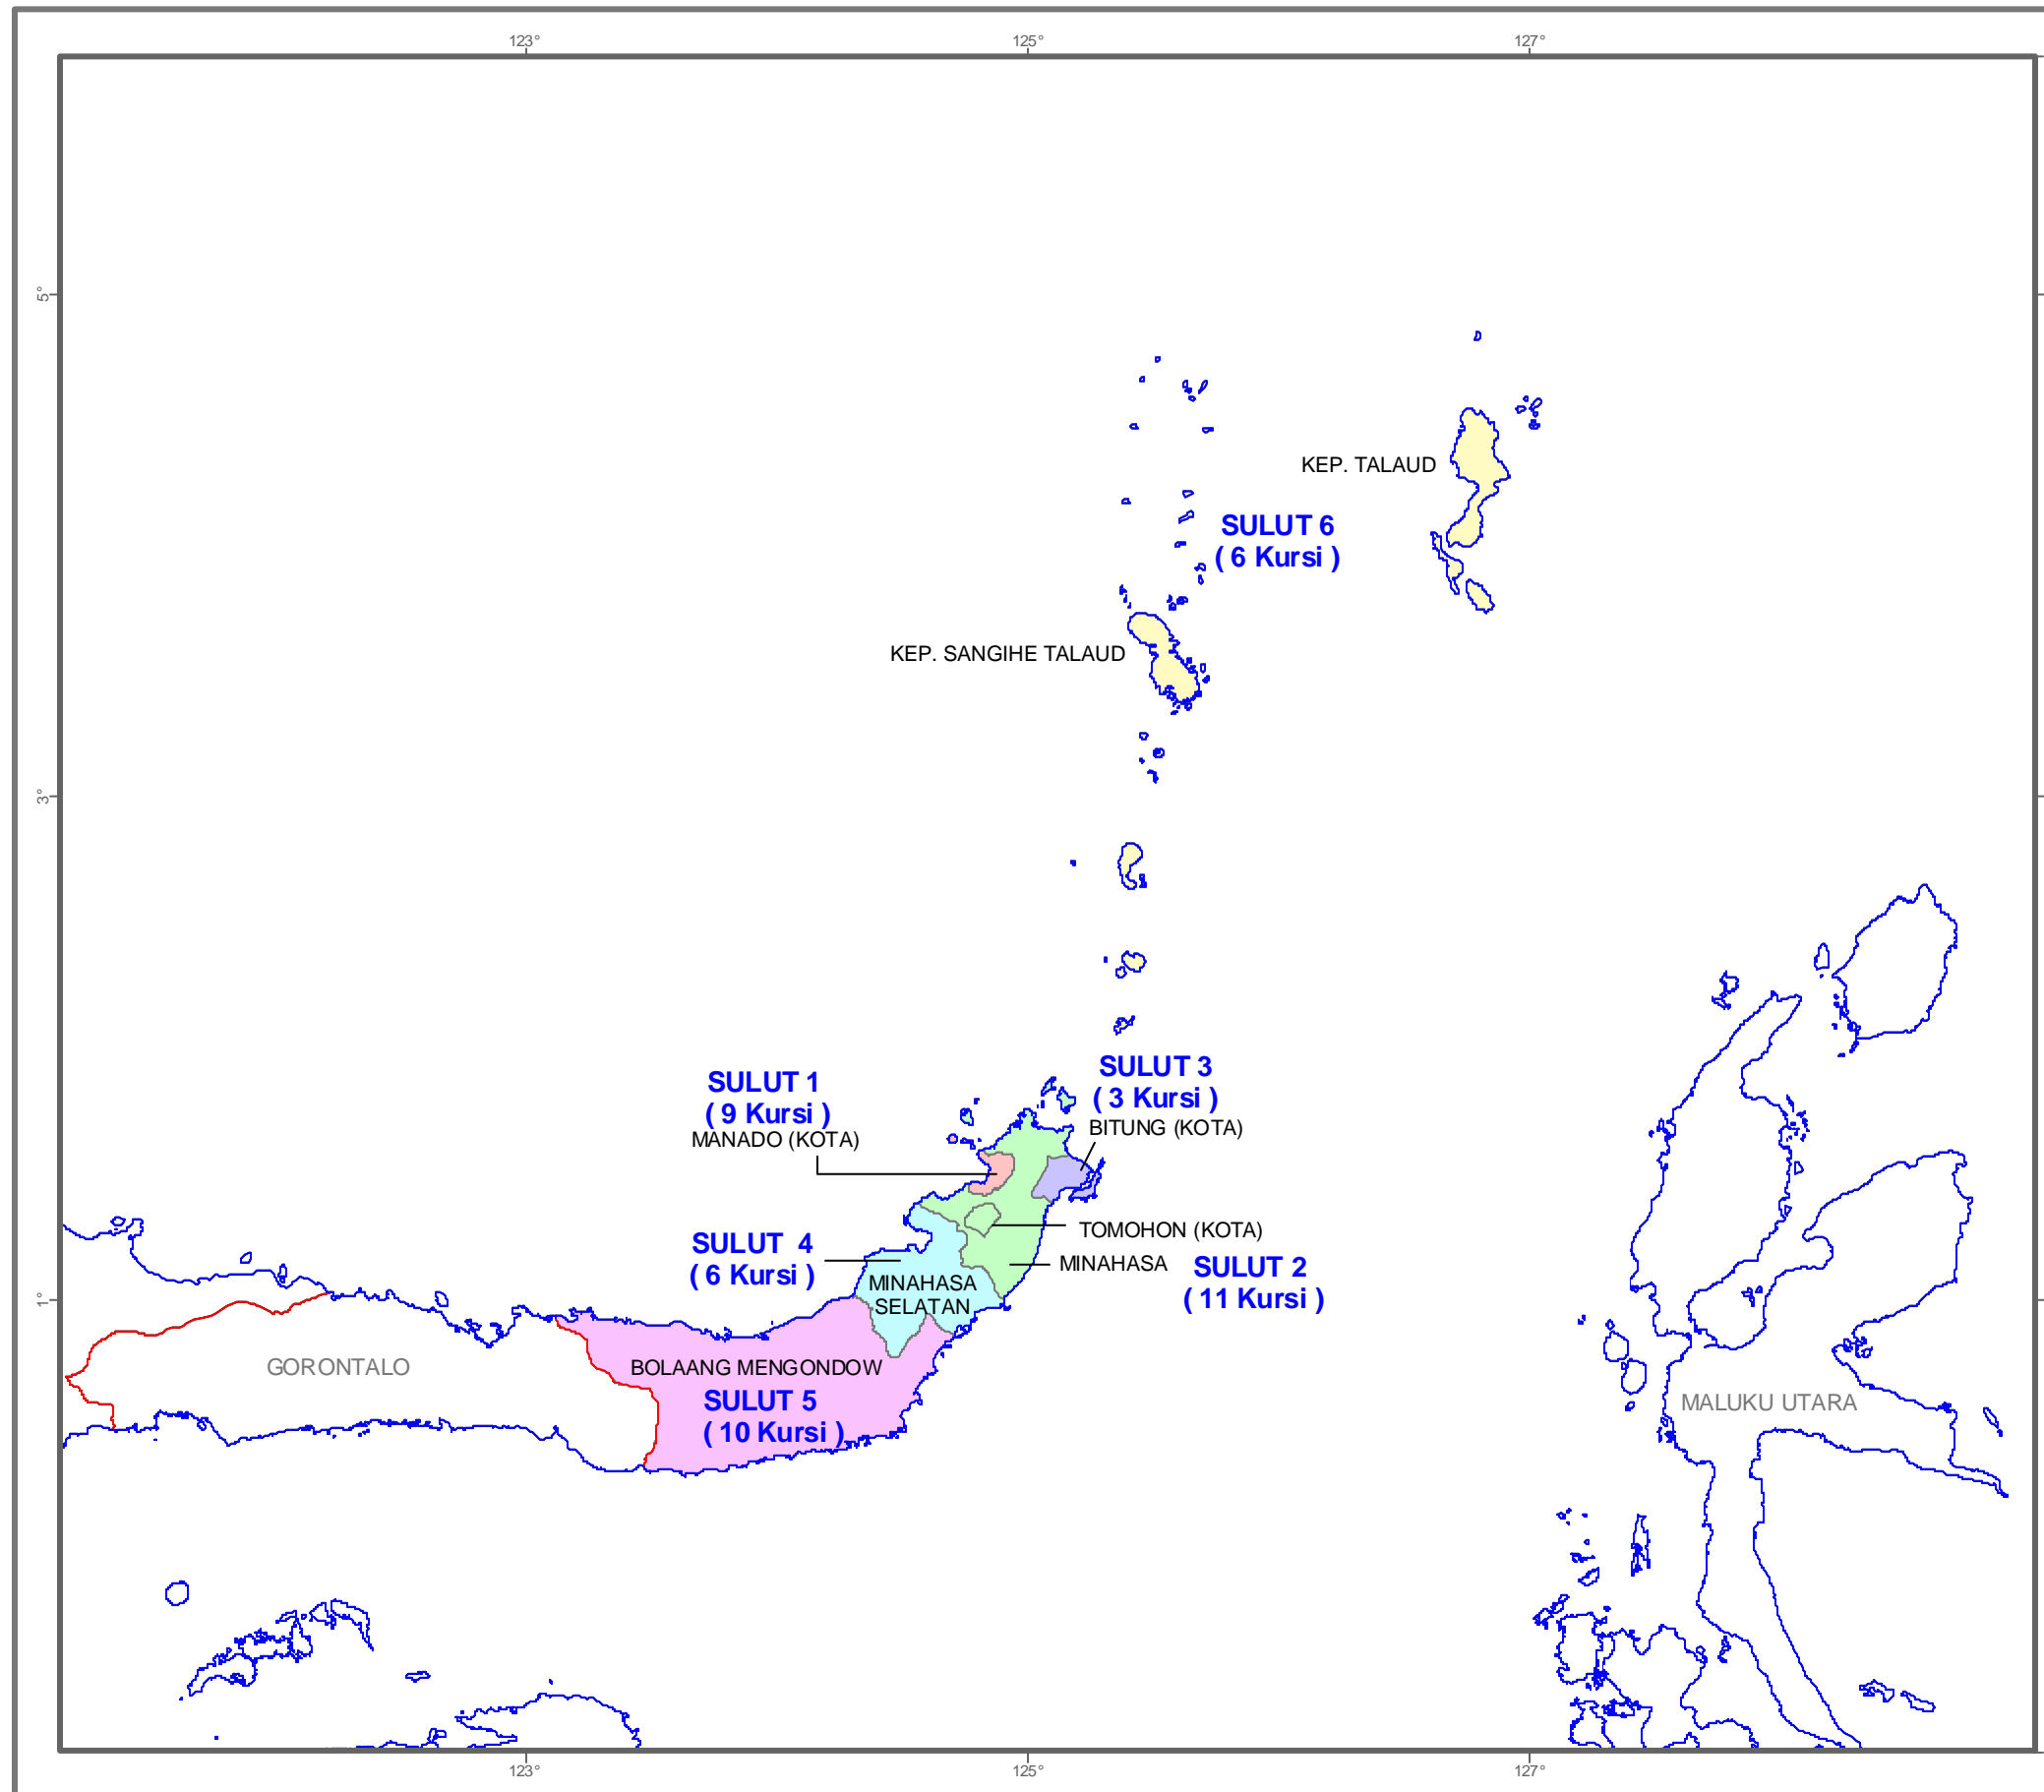 123°
125°
127°
5°
KEP. TALAUD
SULUT 6
( 6 Kursi )
KEP. SANGIHE TALAUD
3°
SULUT 3
( 3 Kursi )
BITUNG (KOTA)
SULUT 1
( 9 Kursi )
MANADO (KOTA)
TOMOHON (KOTA)
SULUT 4
( 6 Kursi )
MINAHASA
SULUT 2
( 11 Kursi )
MINAHASA
SELATAN
1°
GORONTALO
BOLAANG MENGONDOW
SULUT 5
( 10 Kursi )
MALUKU UTARA
123°
125°
127°